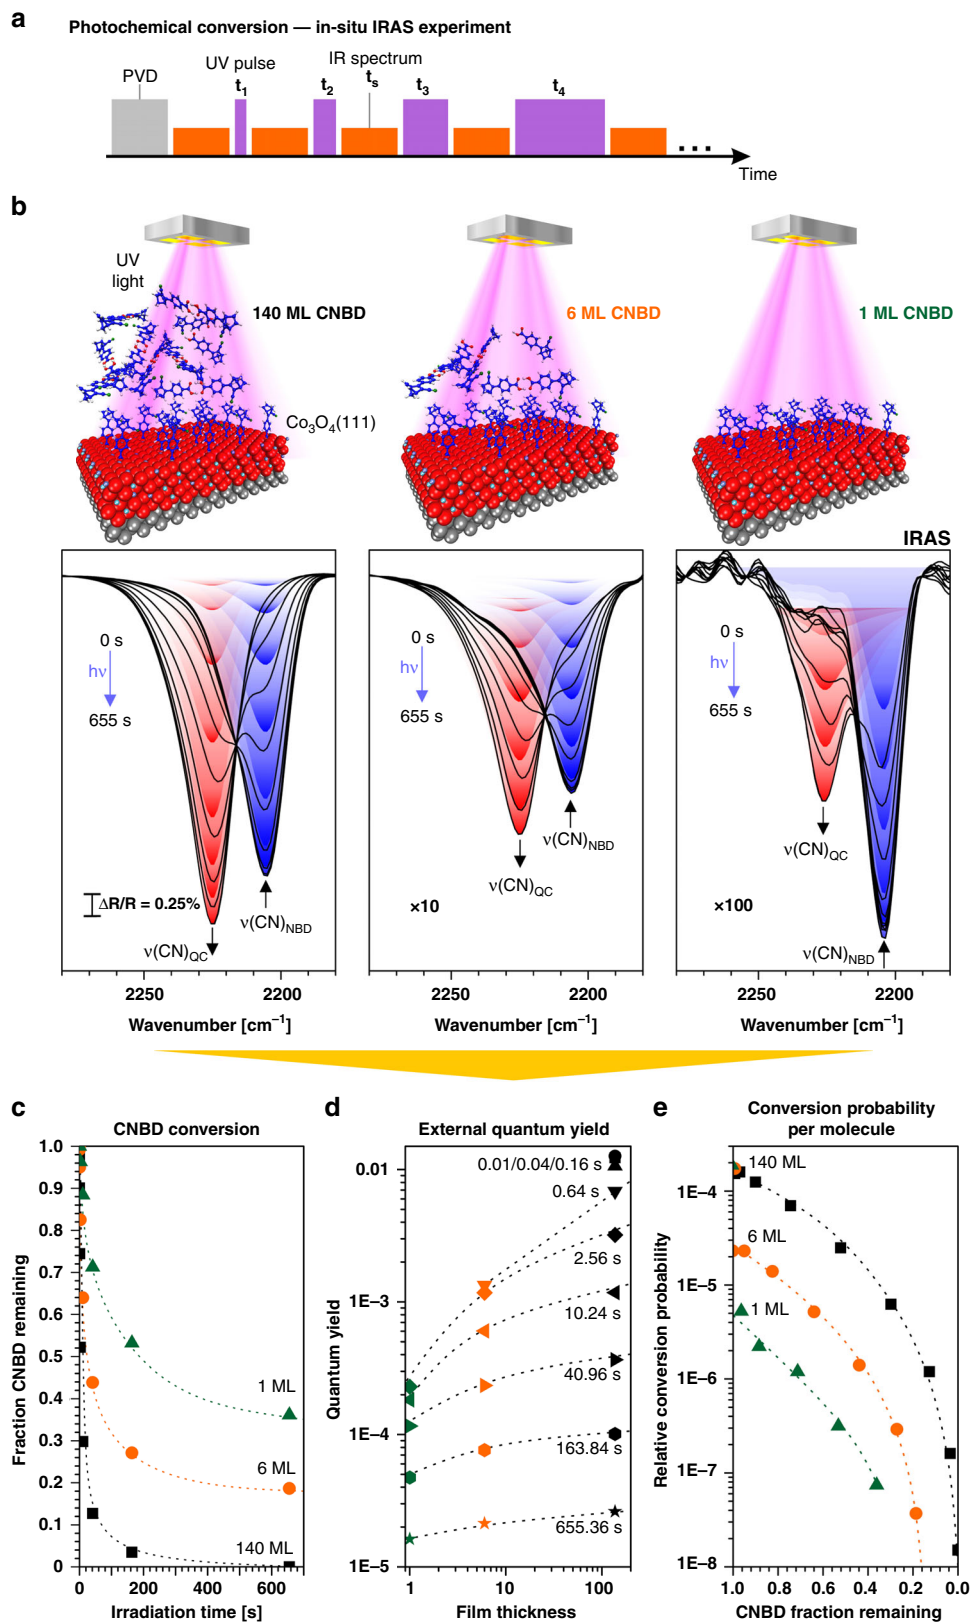 a
Photochemical conversion — in-situ IRAS experiment
PVD
UV pulse
IR spectrum
t1
t2
ts
t3
t4
Time
b
UV
light
140 ML CNBD
6 ML CNBD
1 ML CNBD
Co3O4(111)
IRAS
0 s
hν
655 s
ΔR/R = 0.25%
ν(CN)QC
ν(CN)NBD
0 s
hν
655 s
ν(CN)NBD
ν(CN)QC
×10
0 s
hν
655 s
ν(CN)QC
×100
ν(CN)NBD
2250 2200
2250 2200
2250 2200
Wavenumber [cm−1]
Wavenumber [cm−1]
Wavenumber [cm−1]
c
CNBD conversion
Fraction CNBD remaining
1.0
0.9
0.8
0.7
0.6
0.5
0.4
0.3
0.2
0.1
0
1 ML
6 ML
140 ML
0 200 400 600
Irradiation time [s]
d
External quantum yield
Quantum yield
0.01
1E−3
1E−4
1E−5
0.01/0.04/0.16 s
0.64 s
2.56 s
10.24 s
40.96 s
163.84 s
655.36 s
1 10 100
Film thickness
e
Conversion probability
per molecule
Relative conversion probability
1E−4
1E−5
1E−6
1E−7
1E−8
140 ML
6 ML
1 ML
1.0 0.8 0.6 0.4 0.2 0.0
CNBD fraction remaining